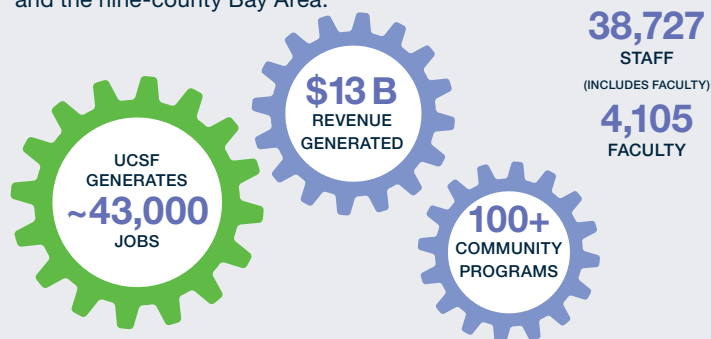 and the nine-county Bay Area.
UCSF
GENERATES
~43,000
JOBS
$13 B
REVENUE
GENERATED
100+
COMMUNITY
PROGRAMS
38,727
STAFF
(INCLUDES FACULTY)
4,105
FACULTY